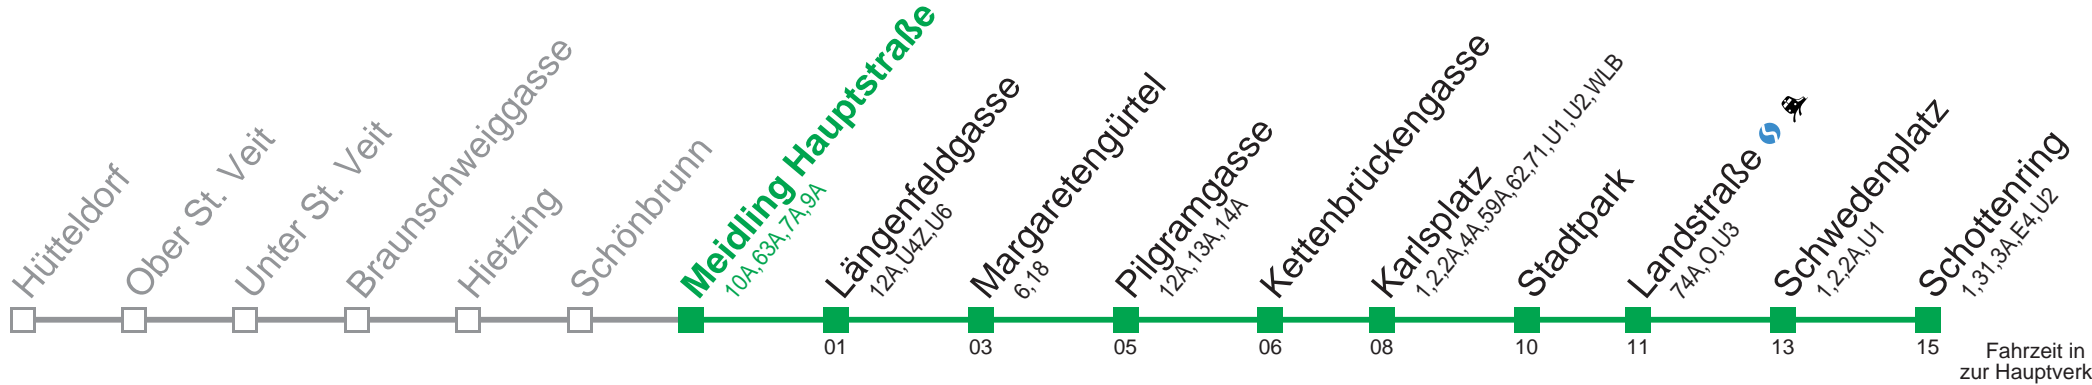 Hütteldorf
Ober St. Veit
Unter St. Veit
Braunschweiggasse
Hietzing
Schönbrunn
Meidling Hauptstraße
10A,63A,7A,9A
Längenfeldgasse
12A,U4Z,U6
Margaretengürtel
6,18
Pilgramgasse
12A,13A,14A
Kettenbrückengasse
Karlsplatz
1,2,2A,4A,59A,62,71,U1,U2,WLB
Stadtpark
Landstraße
74A,O,U3
Schwedenplatz
1,2,2A,U1
Schottenring
1,31,3A,E4,U2
01 03 05 06 08 10 11 13 15
Fahrzeit in
zur Hauptverk